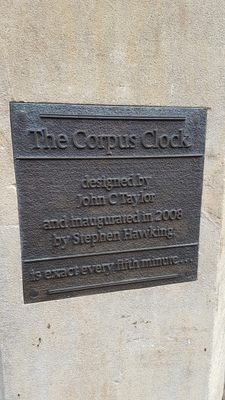 The Corpus Clock
designed by
John C Taylor
and inaugurated in 2008
by Stephen Hawking
is exact every fifth minute . . .